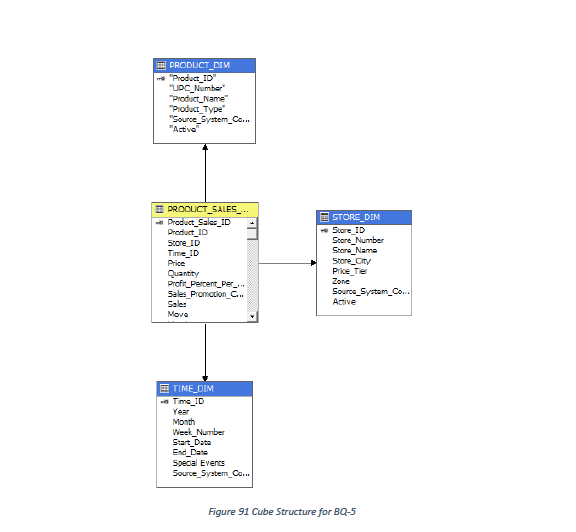 PRODUCT_DIM
"Product_ID"
"UPC_Number"
"Product_Name"
"Product_Type"
"Source_System_Co...
"Active"
PRODUCT_SALES_...
Product_Sales_ID
Product_ID
Store_ID
Time_ID
Price
Quantity
Profit_Percent_Per_...
Sales_Promotion_C...
Sales
Move
STORE_DIM
Store_ID
Store_Number
Store_Name
Store_City
Price_Tier
Zone
Source_System_Co...
Active
TIME_DIM
Time_ID
Year
Month
Week_Number
Start_Date
End_Date
Special Events
Source_System_Co...
Figure 91 Cube Structure for BQ-5